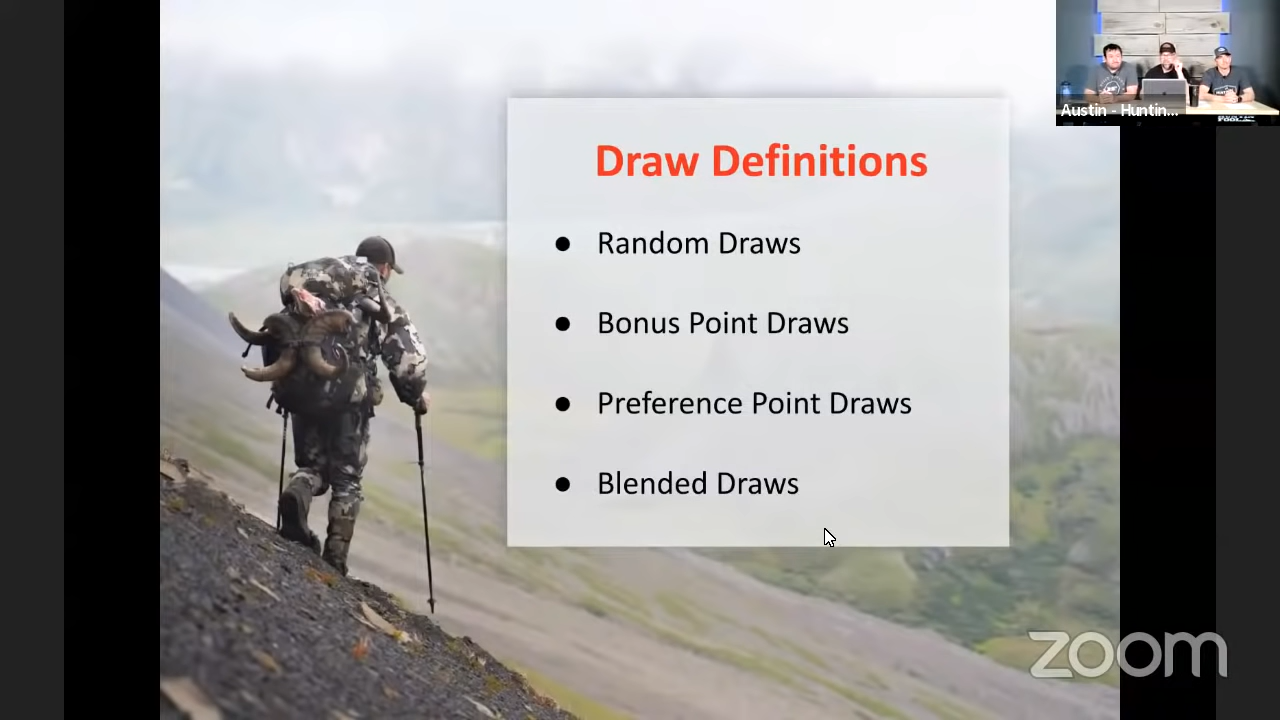 Austin - Huntin...
Draw Definitions
● Random Draws
● Bonus Point Draws
● Preference Point Draws
● Blended Draws
zoom